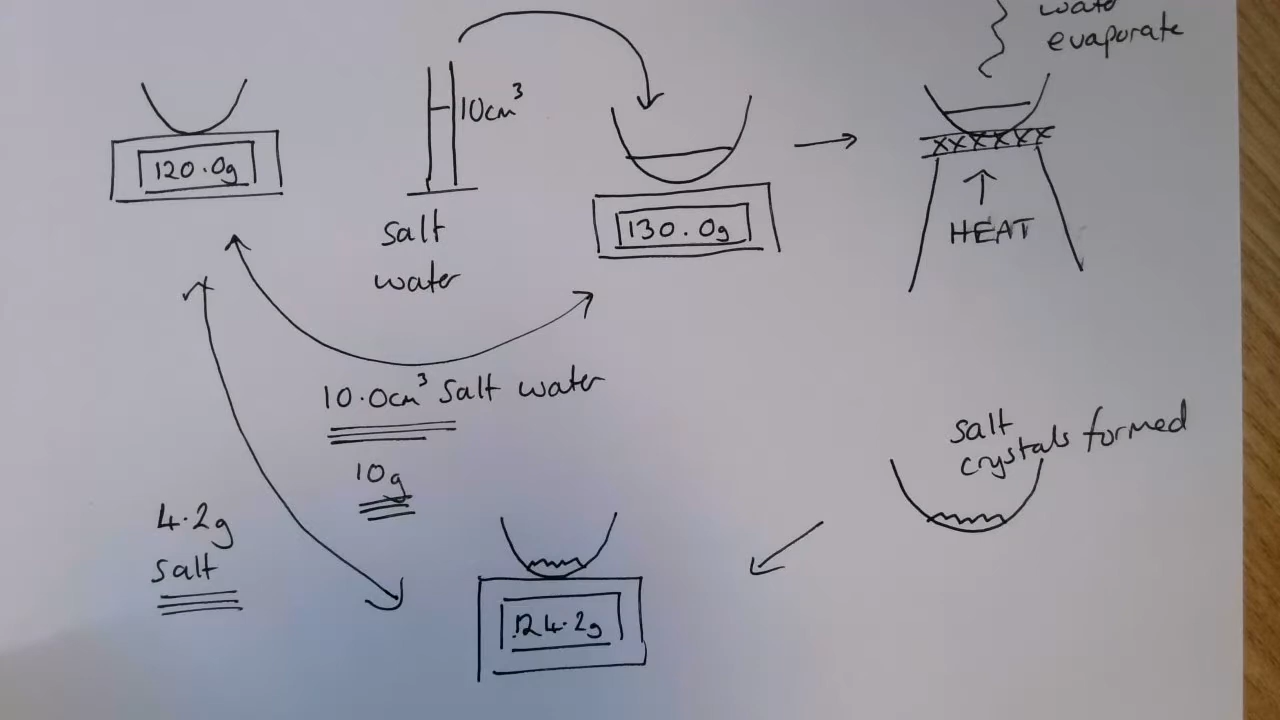 wate
evaporate
10cm³
120.0g
130.0g
HEAT
salt
water
10.0cm³ salt water
10g
salt
crystals formed
4.2g
salt
124.2g